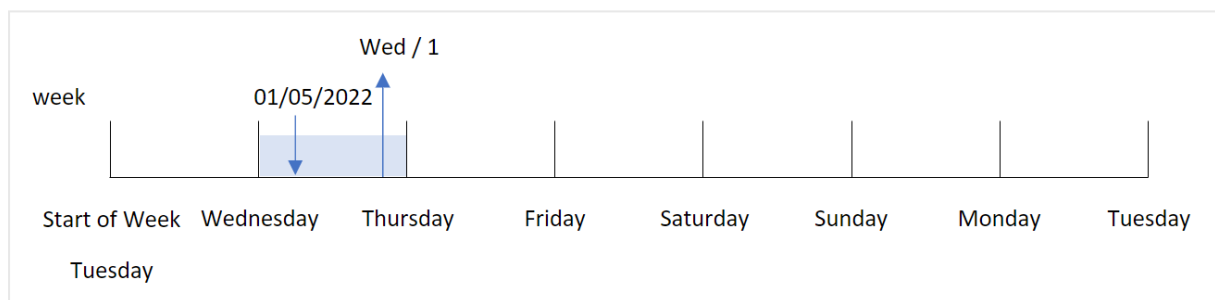 Wed / 1
week 01/05/2022
Start of Week Wednesday Thursday Friday Saturday Sunday Monday Tuesday
Tuesday